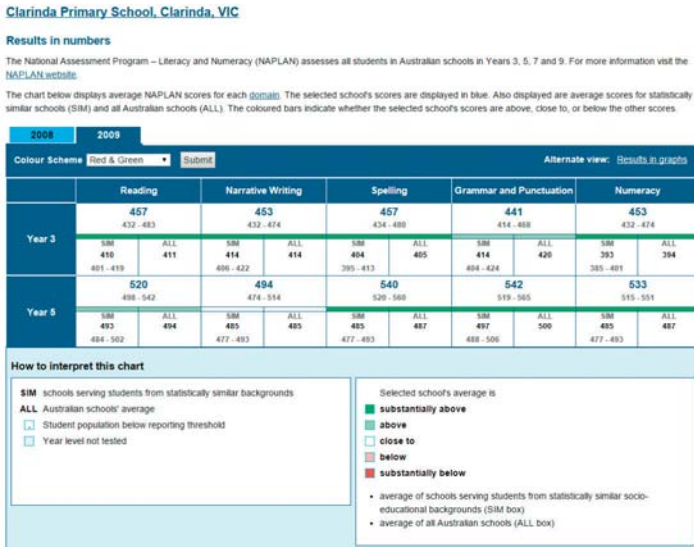 Clarinda Primary School, Clarinda, VIC
Results in numbers
The National Assessment Program – Literacy and Numeracy (NAPLAN) assesses all students in Australian schools in Years 3, 5, 7 and 9. For more information visit the
NAPLAN website.
The chart below displays average NAPLAN scores for each domain. The selected school's scores are displayed in blue. Also displayed are average scores for statistically
similar schools (SIM) and all Australian schools (ALL). The coloured bars indicate whether the selected school's scores are above, close to, or below the other scores.
2008 2009
Colour Scheme Red & Green Submit Alternate view: Results in graphs
Reading Narrative Writing Spelling Grammar and Punctuation Numeracy
457 453 457 441 453
432 - 483 432 - 474 434 - 480 414 - 468 432 - 474
Year 3
SIM ALL SIM ALL SIM ALL SIM ALL SIM ALL
410 411 414 414 404 405 414 420 393 394
401 - 419 406 - 422 395 - 413 404 - 424 385 - 401
520 494 540 542 533
498 - 542 474 - 514 520 - 560 519 - 565 515 - 551
Year 5
SIM ALL SIM ALL SIM ALL SIM ALL SIM ALL
493 494 485 485 485 487 497 500 485 487
484 - 502 477 - 493 477 - 493 488 - 506 477 - 493
How to interpret this chart
SIM schools serving students from statistically similar backgrounds
ALL Australian schools' average
Student population below reporting threshold
Year level not tested
Selected school's average is
substantially above
above
close to
below
substantially below
• average of schools serving students from statistically similar socio-
educational backgrounds (SIM box)
• average of all Australian schools (ALL box)